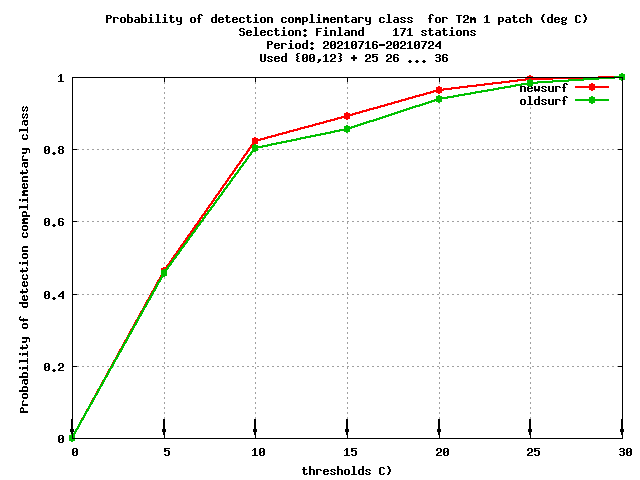 Probability of detection complimentary class  for T2m 1 patch (deg C)
Selection: Finland    171 stations
Period: 20210716-20210724
Used {00,12} + 25 26 ... 36
Probability of detection complimentary class
1
0.8
0.6
0.4
0.2
0
newsurf
oldsurf
0 5 10 15 20 25 30
thresholds C)